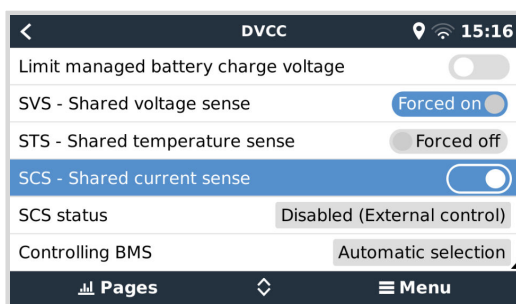 DVCC 15:16
Limit managed battery charge voltage
SVS - Shared voltage sense Forced on
STS - Shared temperature sense Forced off
SCS - Shared current sense
SCS status Disabled (External control)
Controlling BMS Automatic selection
Pages Menu